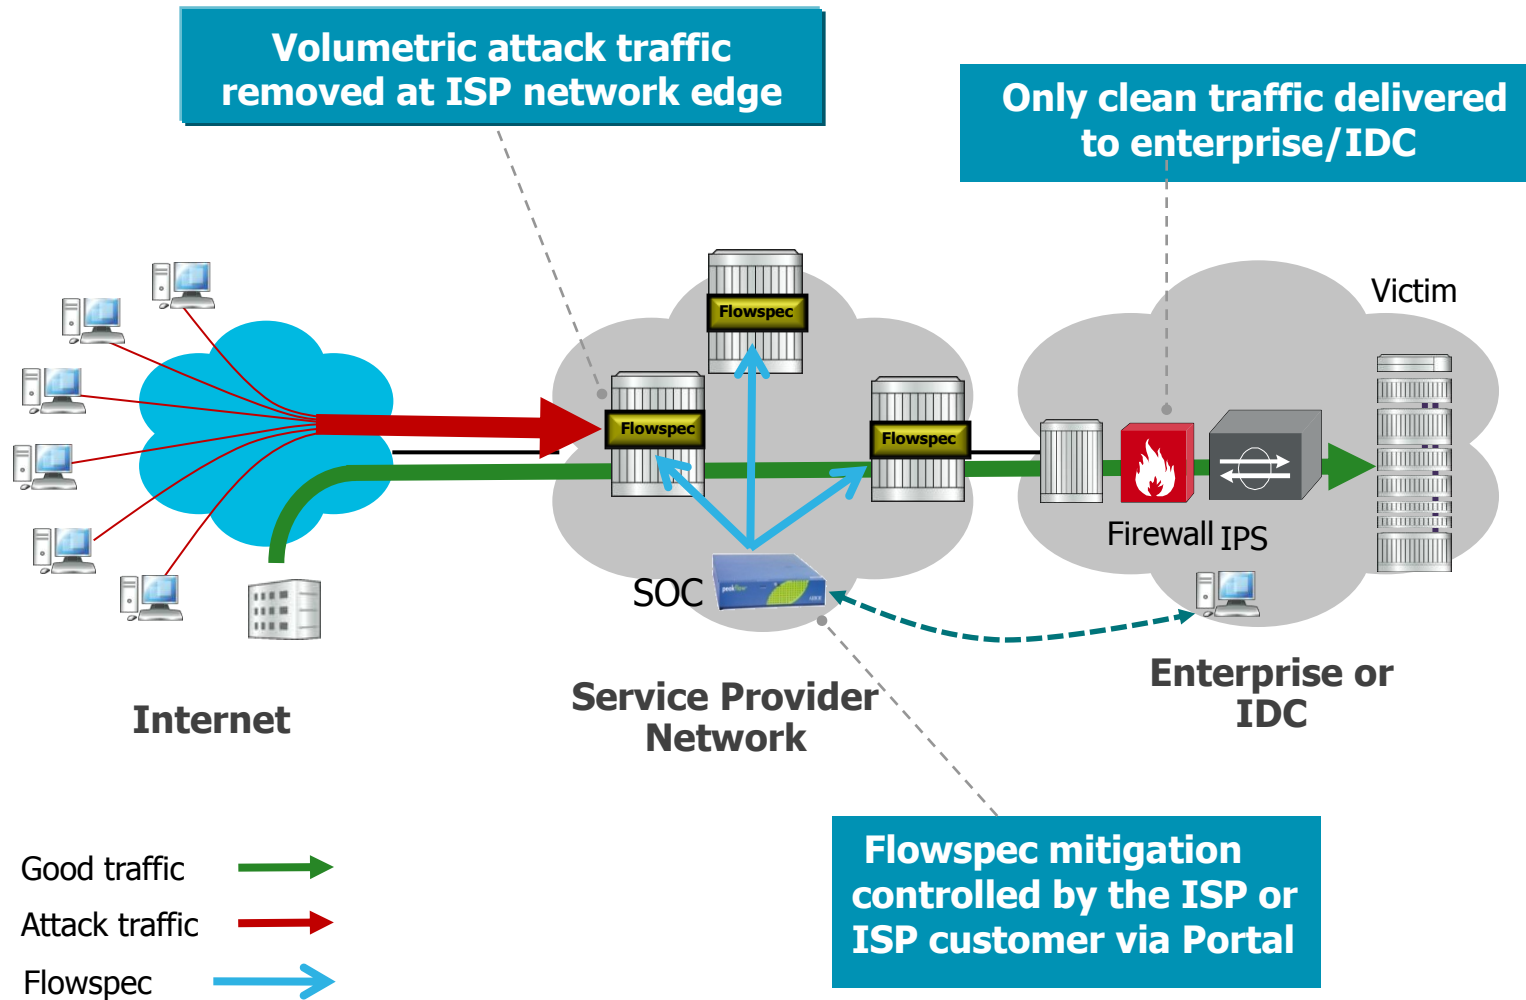 Volumetric attack traffic
removed at ISP network edge
Only clean traffic delivered
to enterprise/IDC
Victim
Flowspec
Flowspec
Flowspec
Firewall IPS
SOC
peakflow
Internet
Service Provider
Network
Enterprise or
IDC
Good traffic
Attack traffic
Flowspec
Flowspec mitigation
controlled by the ISP or
ISP customer via Portal